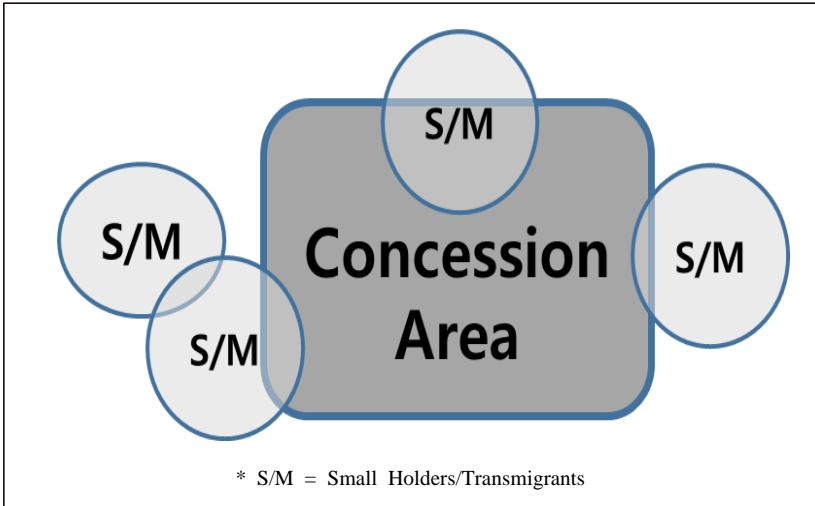 S/M
S/M
S/M
S/M
Concession
Area
* S/M = Small Holders/Transmigrants